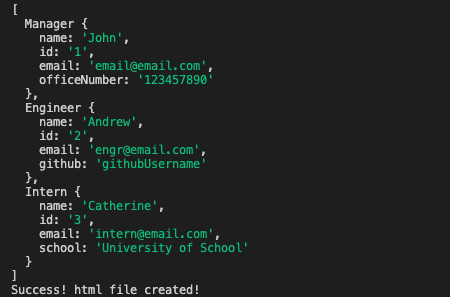 [
  Manager {
    name: 'John',
    id: '1',
    email: 'email@email.com',
    officeNumber: '123457890'
  },
  Engineer {
    name: 'Andrew',
    id: '2',
    email: 'engr@email.com',
    github: 'githubUsername'
  },
  Intern {
    name: 'Catherine',
    id: '3',
    email: 'intern@email.com',
    school: 'University of School'
  }
]
Success! html file created!